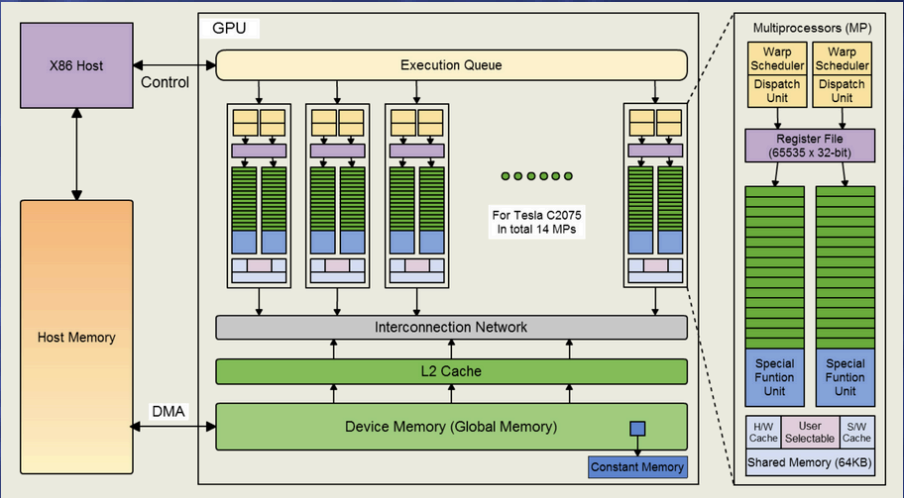 GPU
X86 Host
Control
Execution Queue
For Tesla C2075
In total 14 MPs
Interconnection Network
L2 Cache
Host Memory
DMA
Device Memory (Global Memory)
Constant Memory
Multiprocessors (MP)
Warp
Scheduler
Dispatch
Unit
Warp
Scheduler
Dispatch
Unit
Register File
(65535 x 32-bit)
Special
Funtion
Unit
Special
Funtion
Unit
H/W
Cache
User
Selectable
S/W
Cache
Shared Memory (64KB)